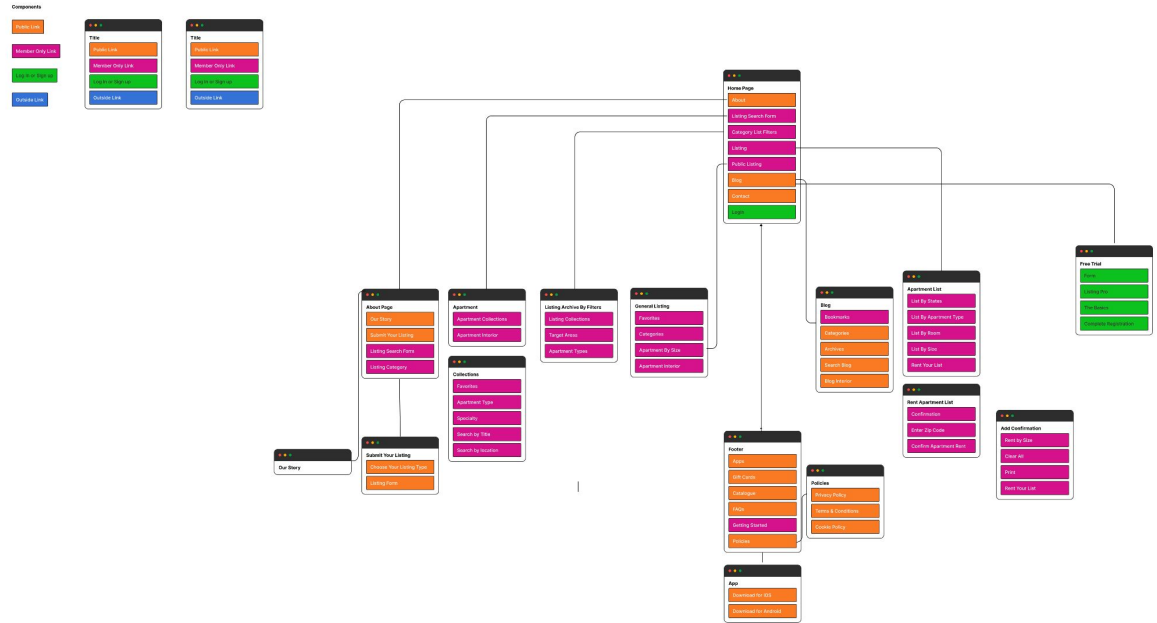 Components
Public Link
Member Only Link
Log In or Sign up
Outside Link
Title
Public Link
Member Only Link
Log In or Sign up
Outside Link
Title
Public Link
Member Only Link
Log In or Sign up
Outside Link
Home Page
About
Listing Search Form
Category List Filters
Listing
Public Listing
Blog
Contact
Login
About Page
Our Story
Submit Your Listing
Listing Search Form
Listing Category
Apartment
Apartment Collections
Apartment Interior
Listing Archive By Filters
Listing Collections
Target Areas
Apartment Types
General Listing
Favorites
Categories
Apartment By Size
Apartment Interior
Blog
Bookmarks
Categories
Archives
Search Blog
Blog Interior
Apartment List
List By States
List By Apartment Type
List By Room
List By Size
Rent Your List
Free Trial
Form
Listing Pro
The Basics
Complete Registration
Collections
Favorites
Apartment Type
Specialty
Search by Title
Search by location
Rent Apartment List
Confirmation
Enter Zip Code
Confirm Apartment Rent
Add Confirmation
Rent by Size
Clear All
Print
Rent Your List
Our Story
Submit Your Listing
Choose Your Listing Type
Listing Form
Footer
Apps
Gift Cards
Catalogue
FAQs
Getting Started
Policies
Policies
Privacy Policy
Terms & Conditions
Cookie Policy
App
Download for iOS
Download for Android